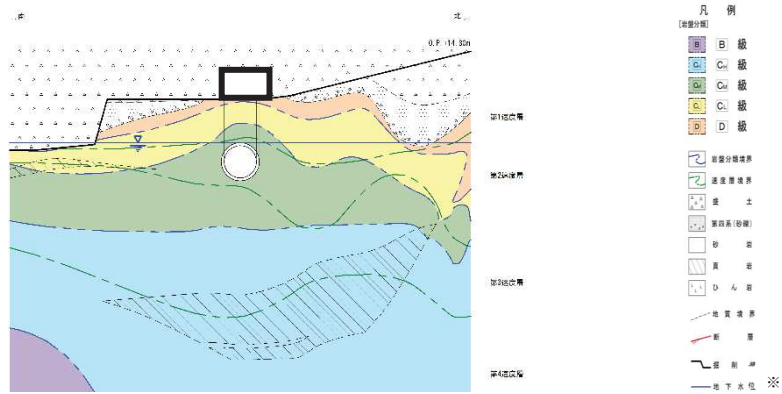 南
北
O.P.+14.80m
第1速度層
第2速度層
第3速度層
第4速度層
凡 例
[岩盤分類]
B B 級
CH CH 級
CM CM 級
CL CL 級
D D 級
岩盤分類境界
速度層境界
盛 土
第四系(砂礫)
砂 岩
頁 岩
ひん岩
地質境界
断 層
掘削線
地下水位 ※